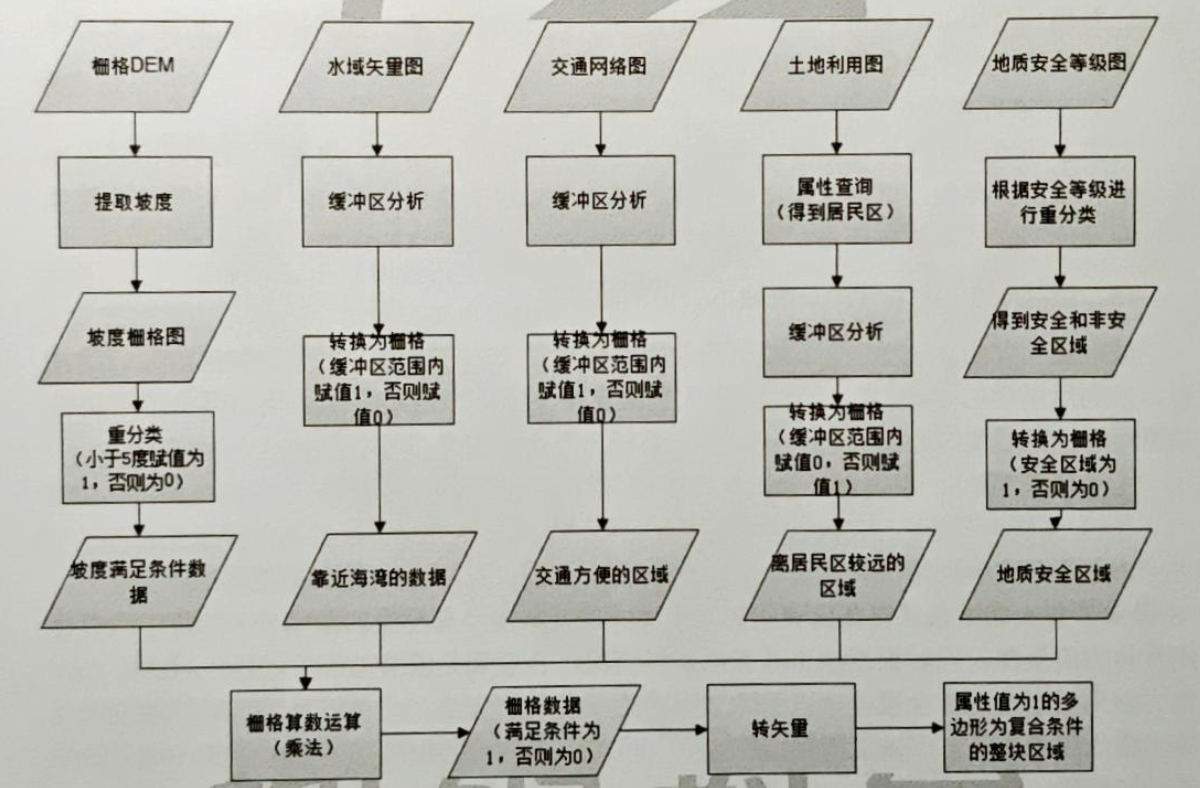 栅格DEM
水域矢量图
交通网络图
土地利用图
地质安全等级图
提取坡度
缓冲区分析
缓冲区分析
属性查询
（得到居民区）
根据安全等级进
行重分类
坡度栅格图
转换为栅格
（缓冲区范围内
赋值1，否则赋
值0）
转换为栅格
（缓冲区范围内
赋值1，否则赋
值0）
缓冲区分析
得到安全和非安
全区域
重分类
（小于5度赋值为
1，否则为0）
转换为栅格
（缓冲区范围内
赋值0，否则赋
值1）
转换为栅格
（安全区域为
1，否则为0）
坡度满足条件数
据
靠近海湾的数据
交通方便的区域
离居民区较远的
区域
地质安全区域
栅格算数运算
（乘法）
栅格数据
（满足条件为
1，否则为0）
转矢量
属性值为1的多
边形为复合条件
的整块区域